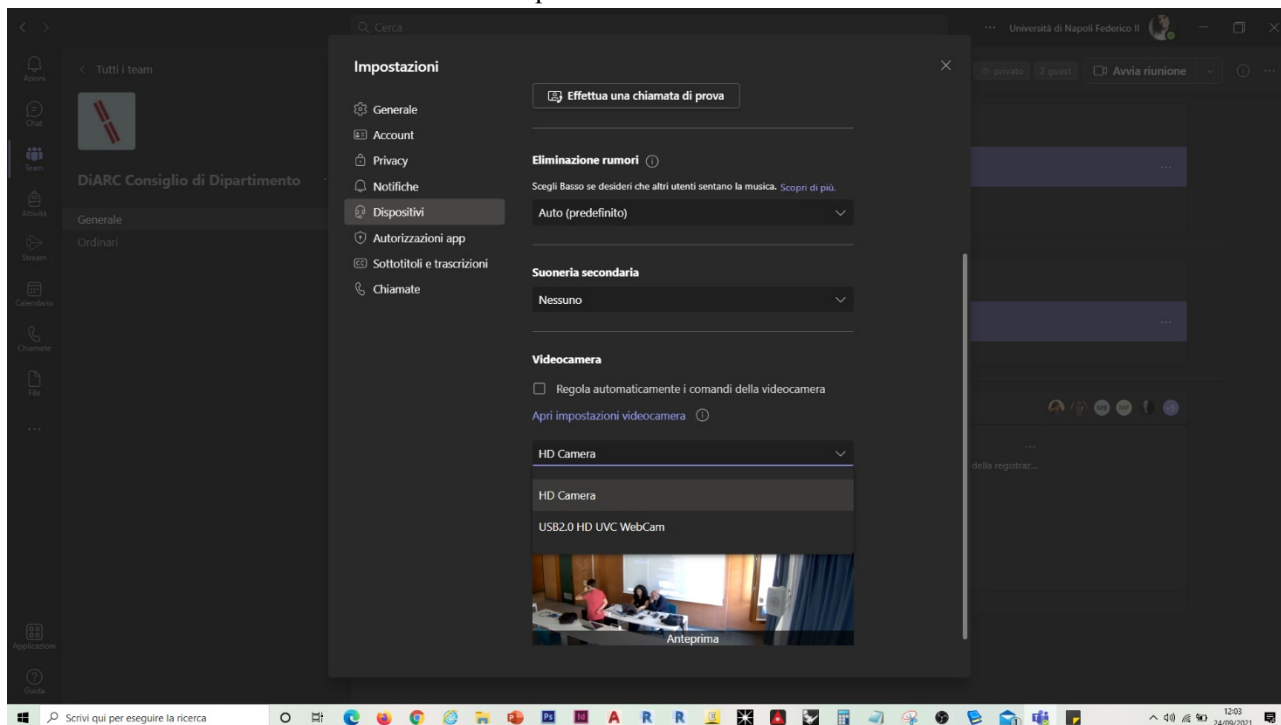 Cerca
Università di Napoli Federico II
Azioni
Chat
Team
Attività
Stream
Calendario
Chiamate
File
Applicazioni
Guida
Tutti i team
DiARC Consiglio di Dipartimento
Generale
Ordinari
privato
2 guest
Avvia riunione
della registraz...
Impostazioni
Generale
Account
Privacy
Notifiche
Dispositivi
Autorizzazioni app
Sottotitoli e trascrizioni
Chiamate
Effettua una chiamata di prova
Eliminazione rumori
Scegli Basso se desideri che altri utenti sentano la musica. Scopri di più.
Auto (predefinito)
Suoneria secondaria
Nessuno
Videocamera
Regola automaticamente i comandi della videocamera
Apri impostazioni videocamera
HD Camera
HD Camera
USB2.0 HD UVC WebCam
Anteprima
Scrivi qui per eseguire la ricerca
12:03
24/09/2021